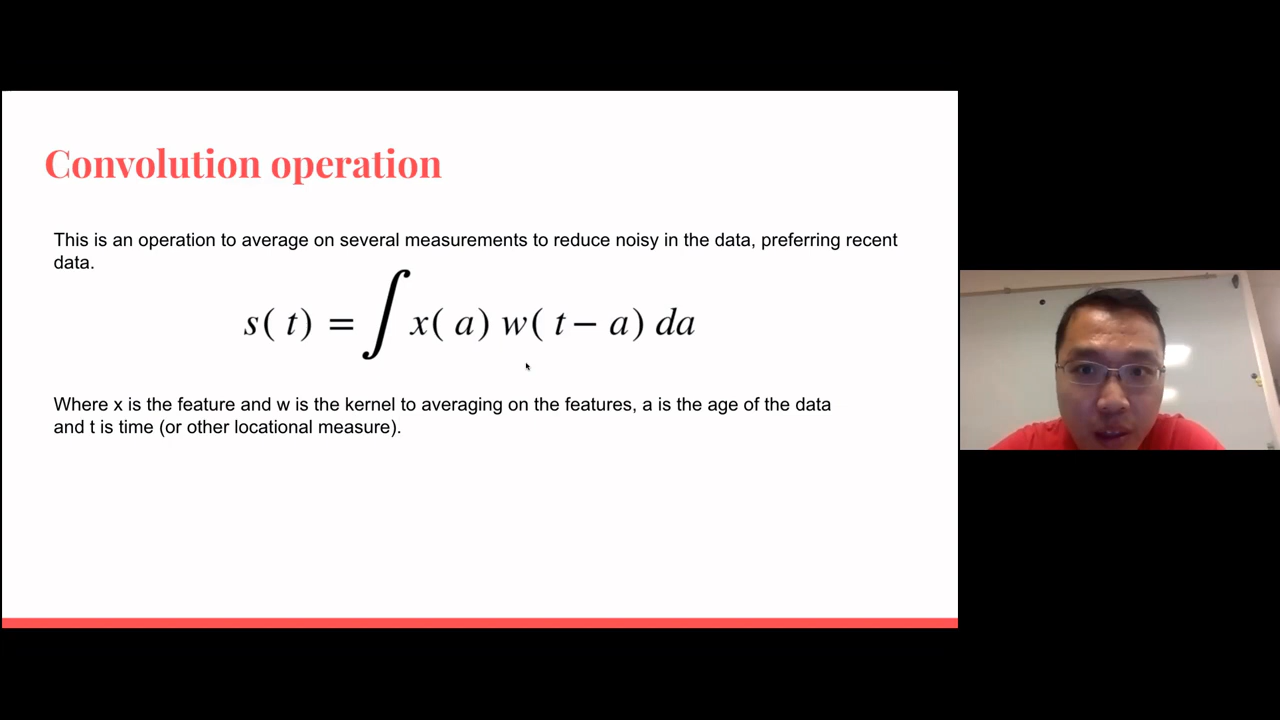 Convolution operation
This is an operation to average on several measurements to reduce noisy in the data, preferring recent
data.
s( t) = ∫ x( a) w( t − a) da
Where x is the feature and w is the kernel to averaging on the features, a is the age of the data
and t is time (or other locational measure).